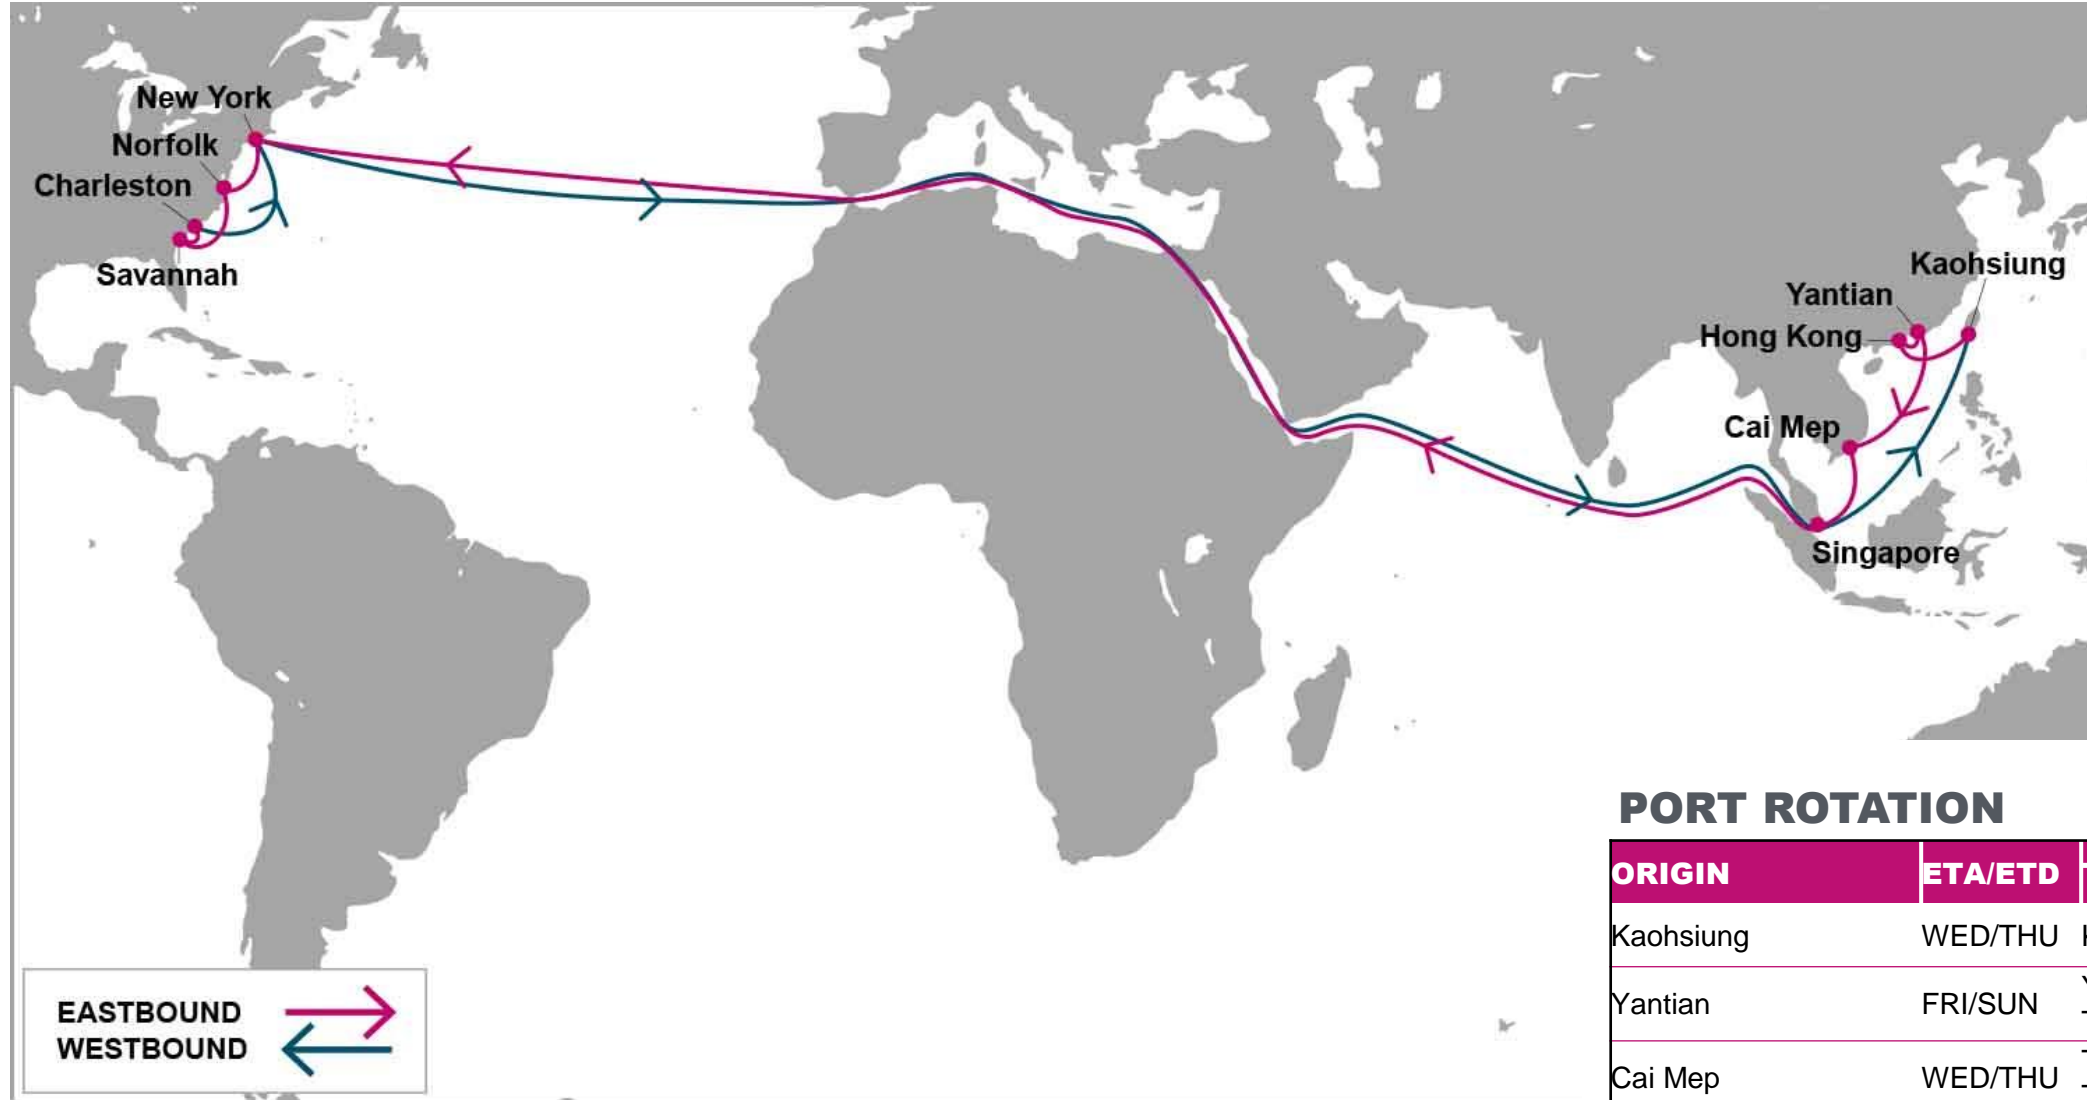 New York
Norfolk
Charleston
Savannah
Kaohsiung
Yantian
Hong Kong
Cai Mep
Singapore
PORT ROTATION
ORIGIN ETA/ETD
Kaohsiung WED/THU
Yantian FRI/SUN
Cai Mep WED/THU
EASTBOUND
WESTBOUND